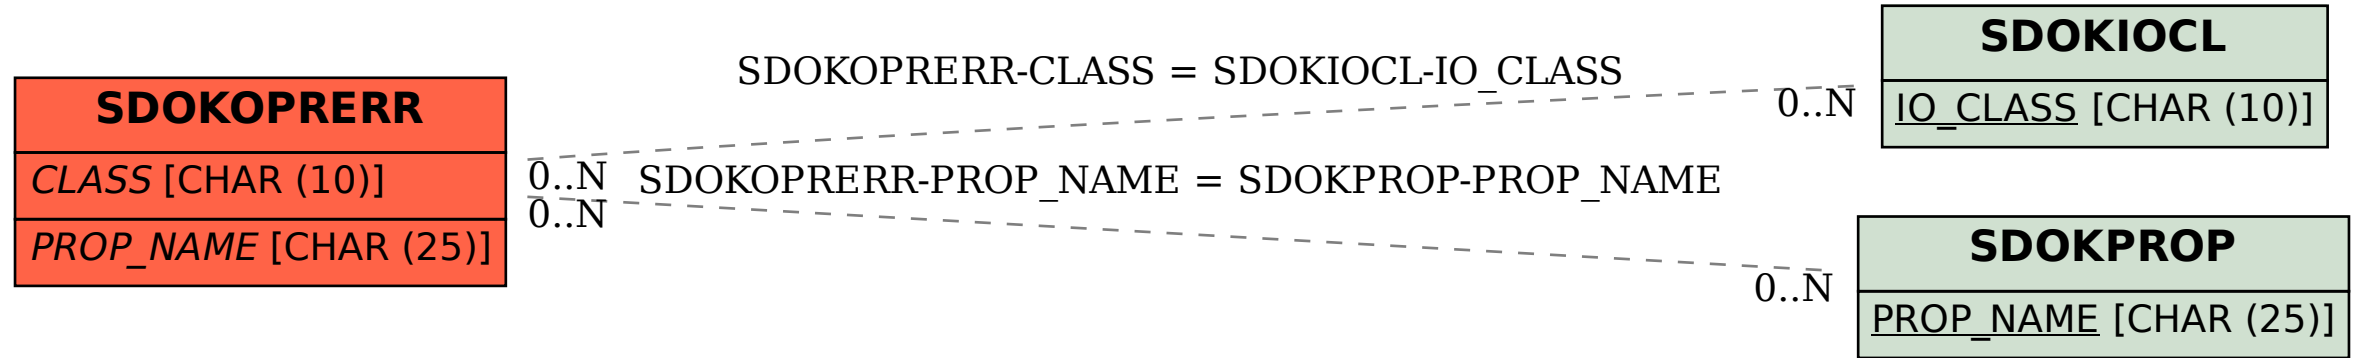 SDOKOPRERR
CLASS [CHAR (10)]
PROP_NAME [CHAR (25)]
SDOKOPRERR-CLASS = SDOKIOCL-IO_CLASS
0..N
0..N
SDOKOPRERR-PROP_NAME = SDOKPROP-PROP_NAME
0..N
0..N
SDOKIOCL
IO_CLASS [CHAR (10)]
SDOKPROP
PROP_NAME [CHAR (25)]